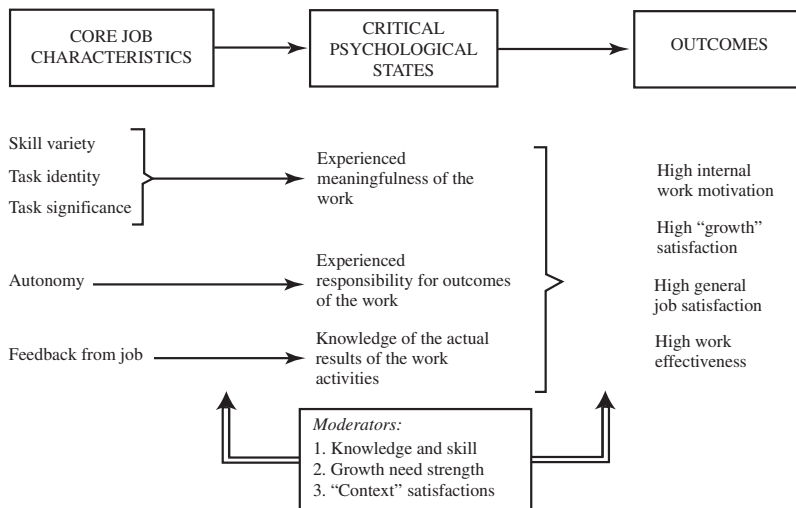 CORE JOB
CHARACTERISTICS
CRITICAL
PSYCHOLOGICAL
STATES
OUTCOMES
Skill variety
Task identity
Task significance
Experienced
meaningfulness of the
work
Autonomy
Experienced
responsibility for outcomes
of the work
Feedback from job
Knowledge of the actual
results of the work
activities
High internal
work motivation
High “growth”
satisfaction
High general
job satisfaction
High work
effectiveness
Moderators:
1. Knowledge and skill
2. Growth need strength
3. “Context” satisfactions